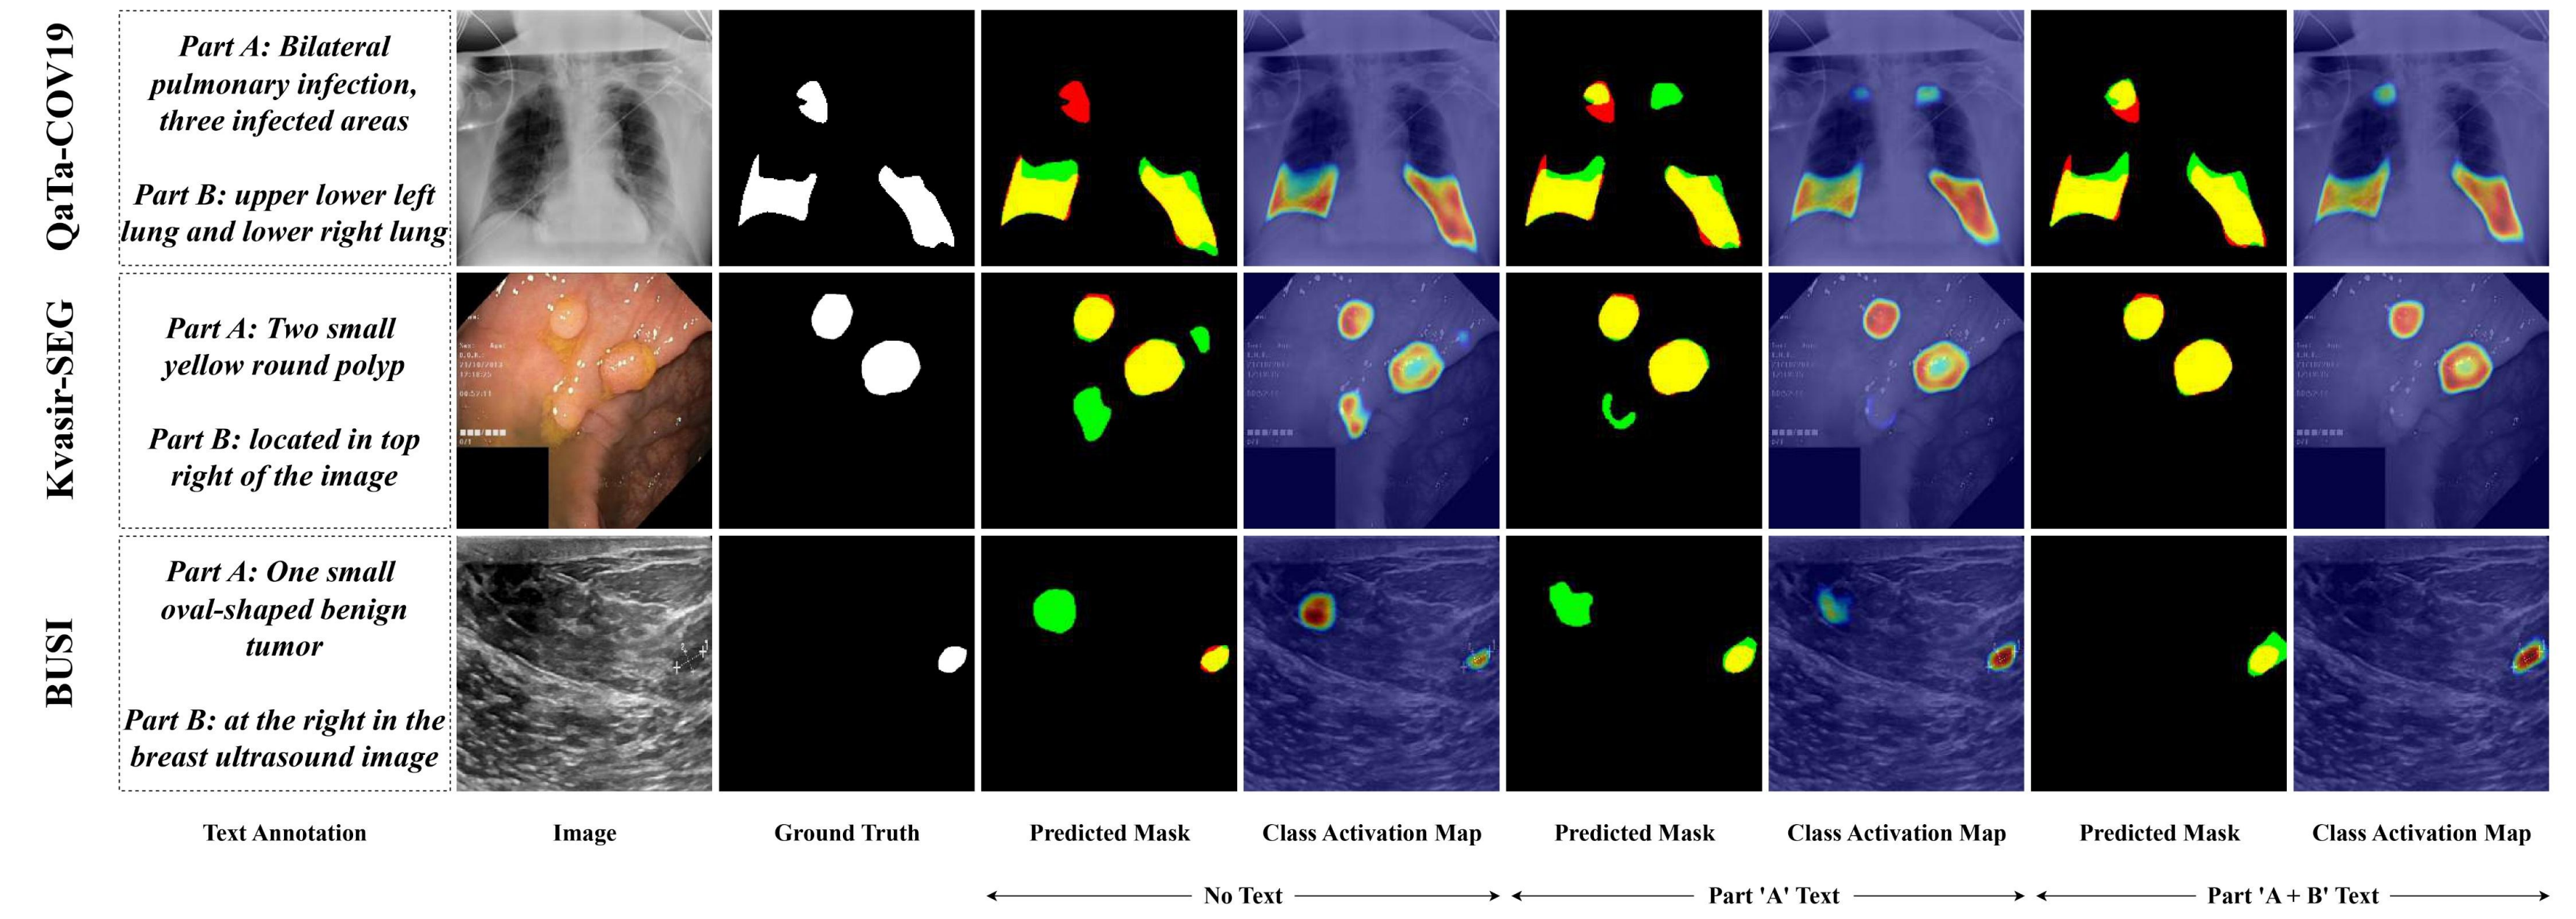 QaTa-COV19
Part A: Bilateral
pulmonary infection,
three infected areas
Part B: upper lower left
lung and lower right lung
Kvasir-SEG
Part A: Two small
yellow round polyp
Part B: located in top
right of the image
BUSI
Part A: One small
oval-shaped benign
tumor
Part B: at the right in the
breast ultrasound image
Text Annotation
Image
Ground Truth
Predicted Mask
Class Activation Map
Predicted Mask
Class Activation Map
Predicted Mask
Class Activation Map
No Text
Part 'A' Text
Part 'A + B' Text